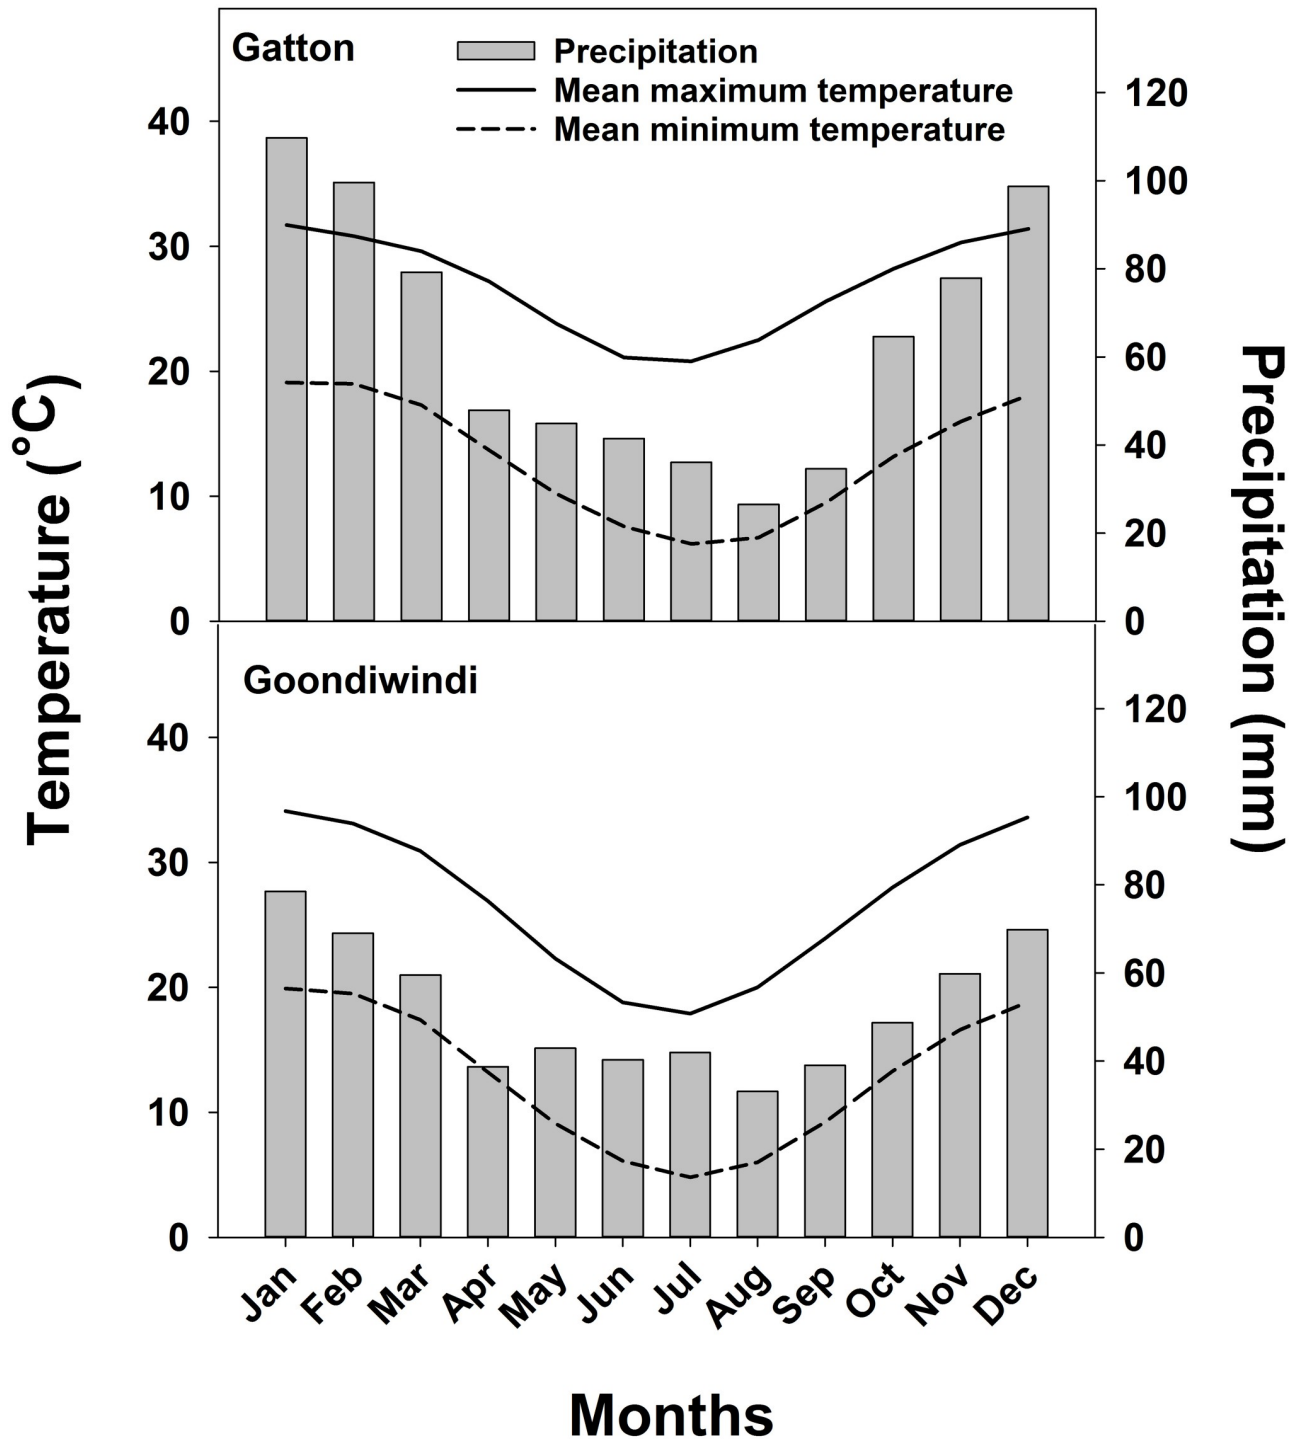 Gatton
Precipitation
Mean maximum temperature
Mean minimum temperature
40
30
20
10
0
120
100
80
60
40
20
0
Temperature (°C)
Precipitation (mm)
Goondiwindi
40
30
20
10
0
120
100
80
60
40
20
0
Jan Feb Mar Apr May Jun Jul Aug Sep Oct Nov Dec
Months